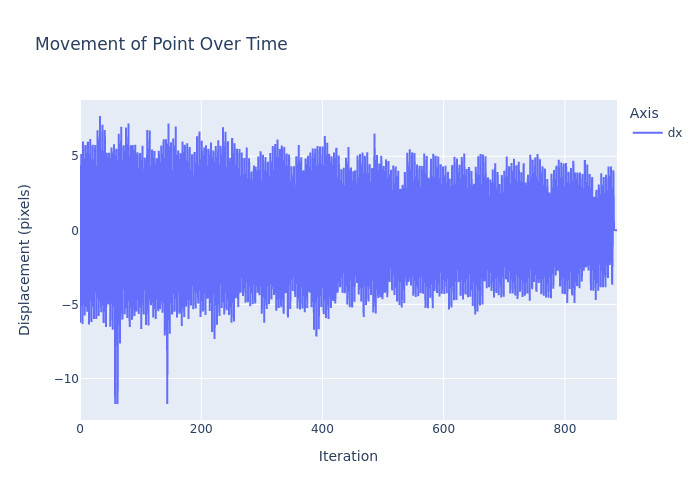 Movement of Point Over Time
Axis
dx
Displacement (pixels)
5
0
−5
−10
0 200 400 600 800
Iteration